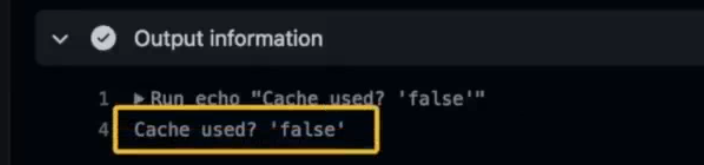 Output information
1 ▶ Run echo "Cache used? 'false'"
4 Cache used? 'false'